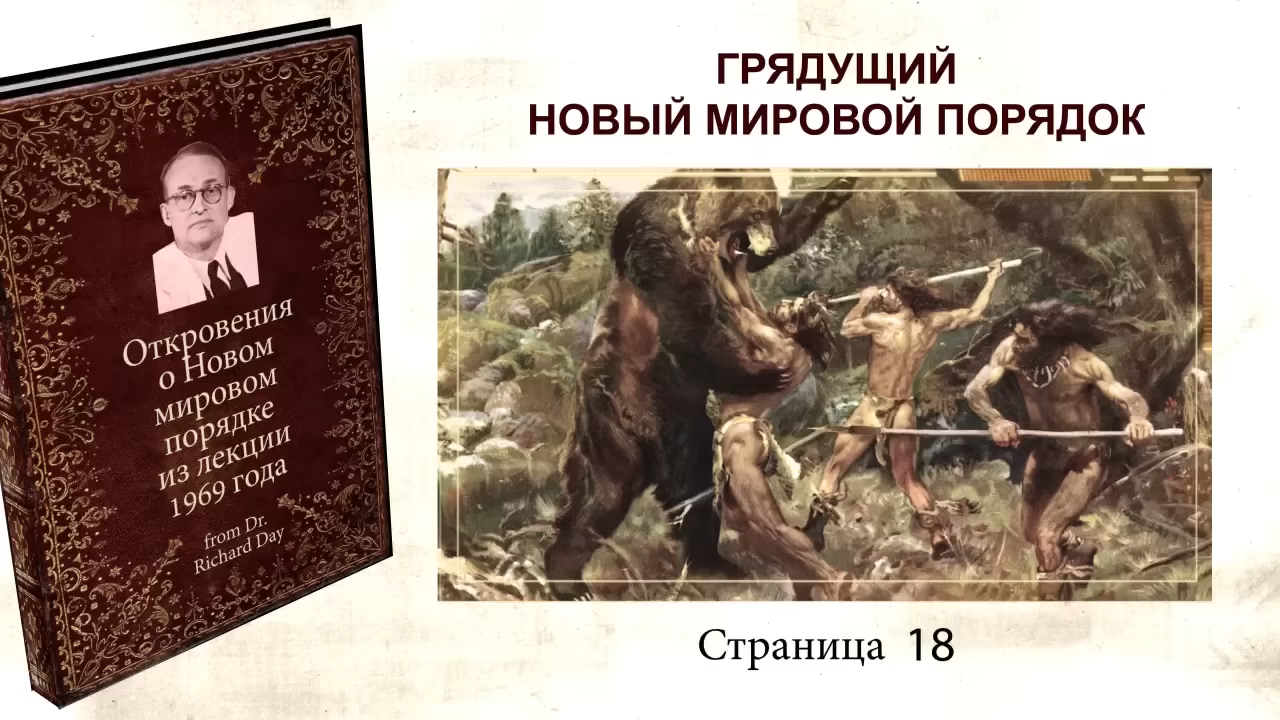 ГРЯДУЩИЙ
НОВЫЙ МИРОВОЙ ПОРЯДОК
Откровения
о Новом
мировом
порядке
из лекции
1969 года
from Dr.
Richard Day
Страница 18